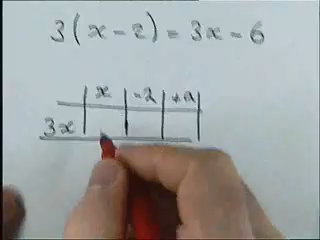 3(x-2) = 3x-6
x -2 +a
3x